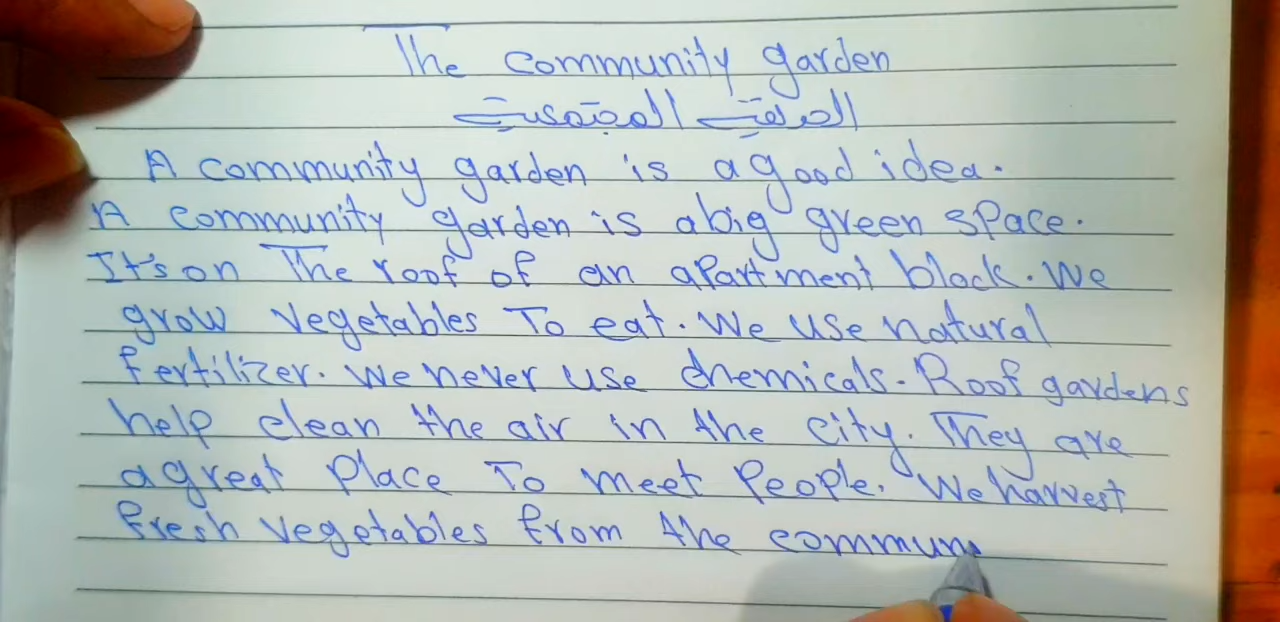 The community garden
الحديقة المجتمعية
A community garden is a good idea.
A community garden is a big green space.
It's on The roof of an apartment block. We
grow vegetables To eat. We use natural
fertilizer. We never use chemicals. Roof gardens
help clean the air in the city. They are
a great place To meet people. We harvest
fresh vegetables from the commun